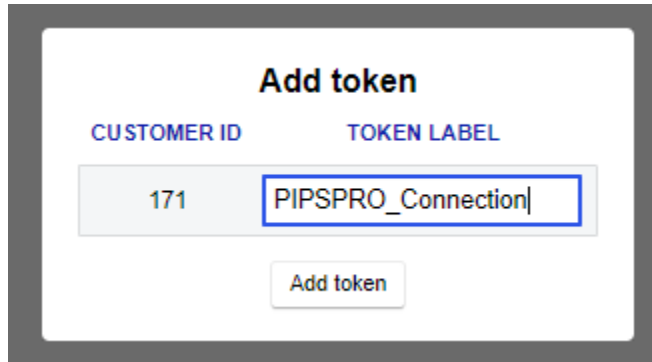 Add token
CUSTOMER ID TOKEN LABEL
171 PIPSPRO_Connection
Add token